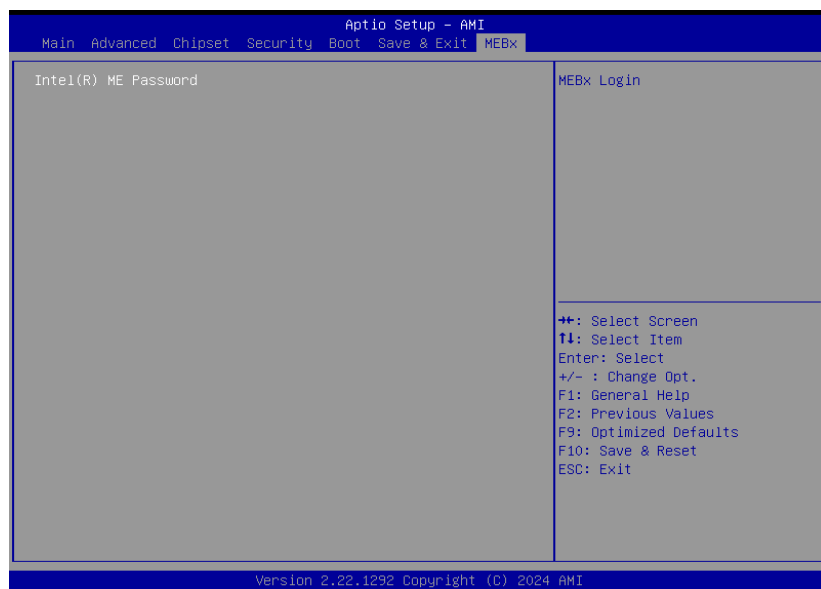 Aptio Setup – AMI
Main Advanced Chipset Security Boot Save & Exit MEBx
Intel(R) ME Password
MEBx Login
→←: Select Screen
↑↓: Select Item
Enter: Select
+/- : Change Opt.
F1: General Help
F2: Previous Values
F9: Optimized Defaults
F10: Save & Reset
ESC: Exit
Version 2.22.1292 Copyright (C) 2024 AMI